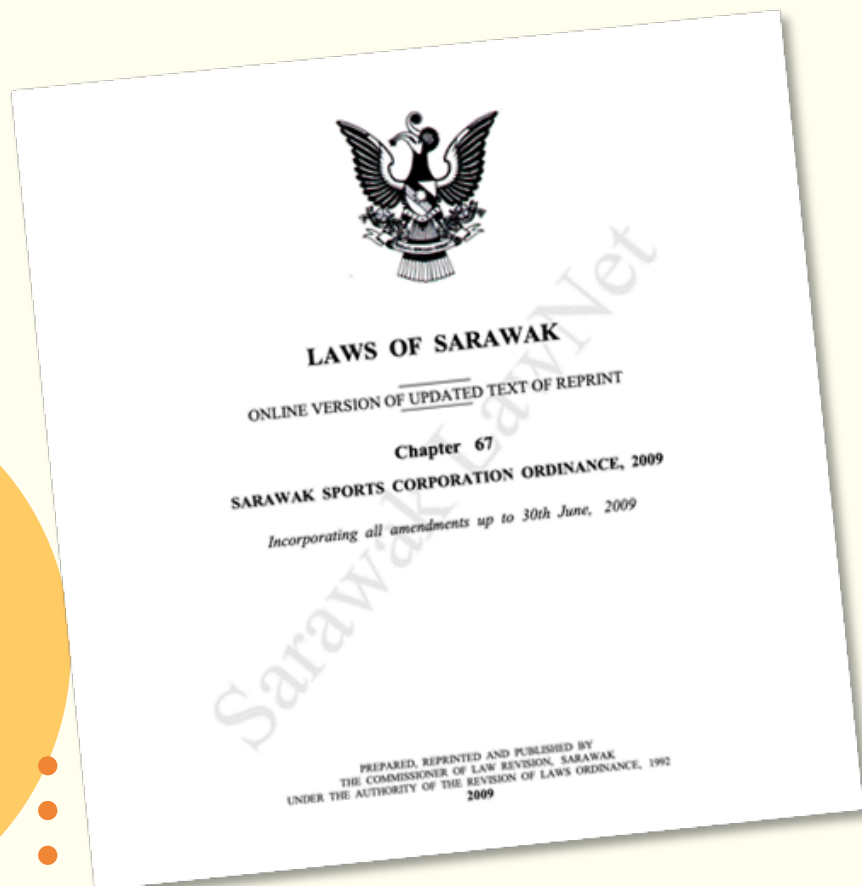 LAWS OF SARAWAK
ONLINE VERSION OF UPDATED TEXT OF REPRINT
Chapter 67
SARAWAK SPORTS CORPORATION ORDINANCE, 2009
Incorporating all amendments up to 30th June, 2009
Sarawak LawNet
PREPARED, REPRINTED AND PUBLISHED BY
THE COMMISSIONER OF LAW REVISION, SARAWAK
UNDER THE AUTHORITY OF THE REVISION OF LAWS ORDINANCE, 1992
2009